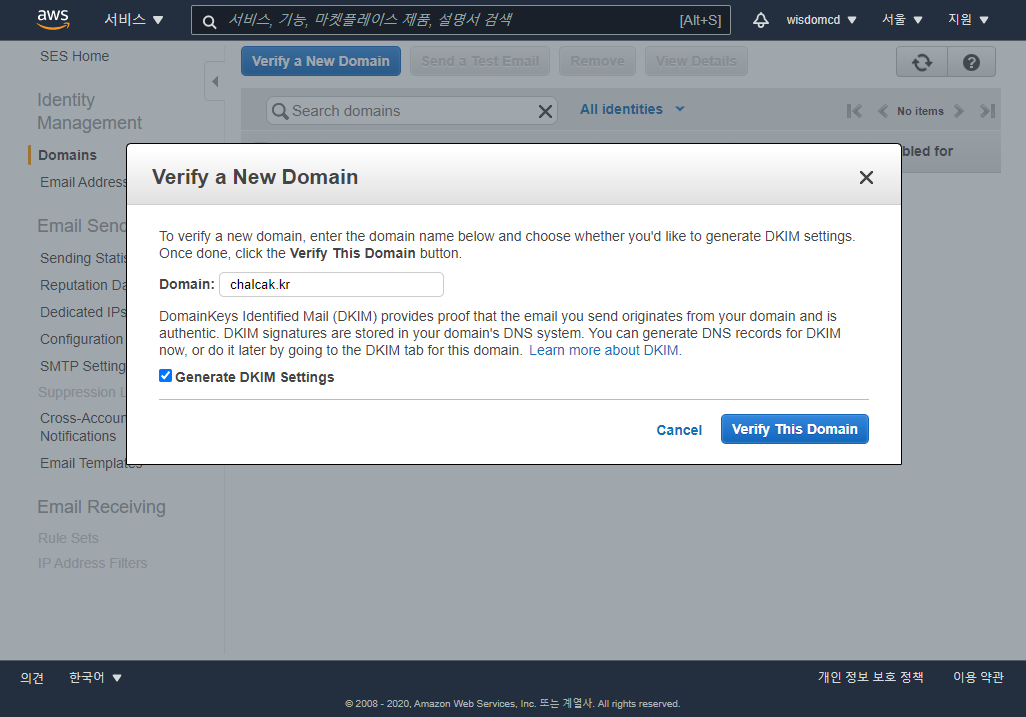 aws
서비스
서비스, 기능, 마켓플레이스 제품, 설명서 검색
[Alt+S]
wisdomcd
서울
지원
SES Home
Verify a New Domain
Send a Test Email
Remove
View Details
Identity
Management
Search domains
All identities
No items
Domains
bled for
Email Address
Email Send
Sending Statis
Reputation Da
Dedicated IPs
Configuration
SMTP Setting
Suppression L
Cross-Accoun
Notifications
Email Templates
Email Receiving
Rule Sets
IP Address Filters
Verify a New Domain
To verify a new domain, enter the domain name below and choose whether you'd like to generate DKIM settings.
Once done, click the Verify This Domain button.
Domain: chalcak.kr
DomainKeys Identified Mail (DKIM) provides proof that the email you send originates from your domain and is
authentic. DKIM signatures are stored in your domain's DNS system. You can generate DNS records for DKIM
now, or do it later by going to the DKIM tab for this domain. Learn more about DKIM.
Generate DKIM Settings
Cancel
Verify This Domain
의견
한국어
개인 정보 보호 정책
이용 약관
© 2008 - 2020, Amazon Web Services, Inc. 또는 계열사. All rights reserved.